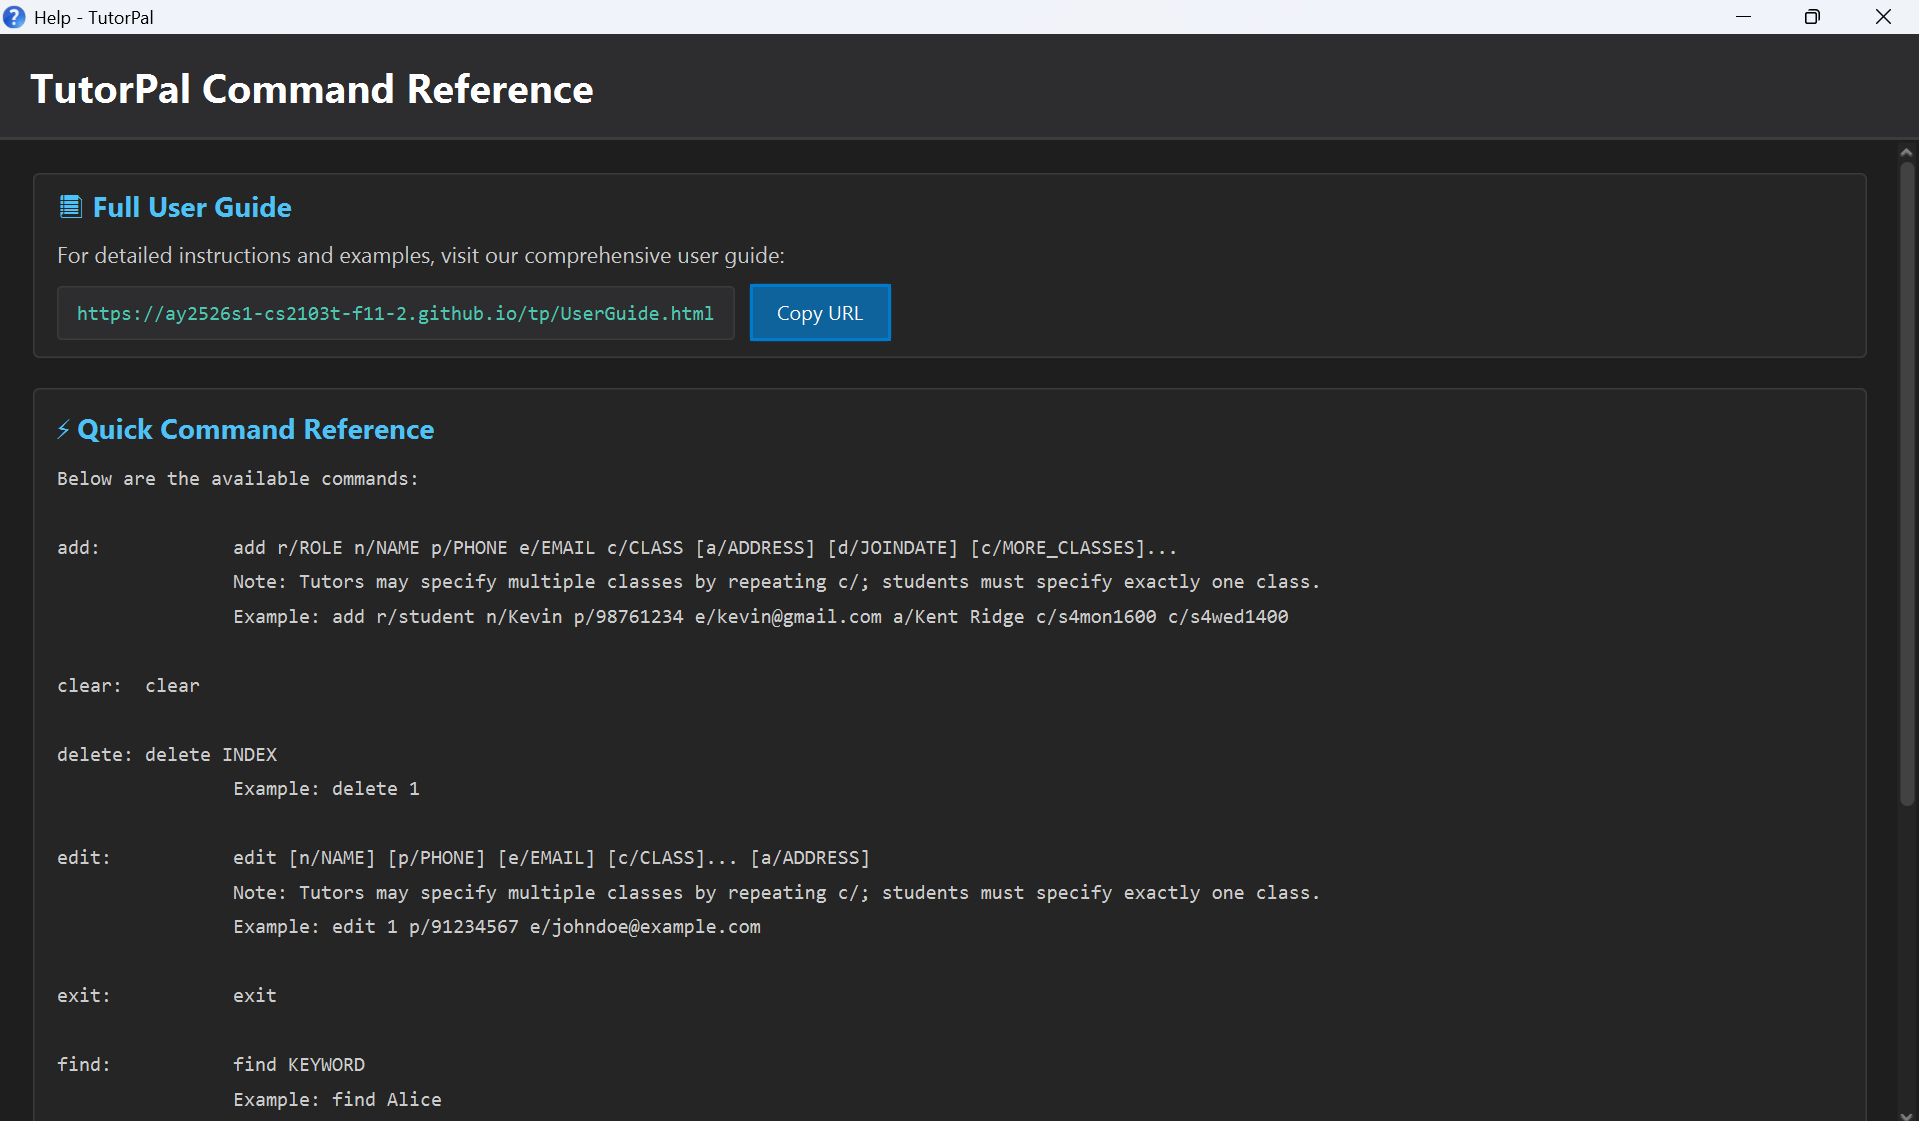 Help - TutorPal
TutorPal Command Reference
Full User Guide
For detailed instructions and examples, visit our comprehensive user guide:
https://ay2526s1-cs2103t-f11-2.github.io/tp/UserGuide.html
Copy URL
⚡ Quick Command Reference
Below are the available commands:
add: add r/ROLE n/NAME p/PHONE e/EMAIL c/CLASS [a/ADDRESS] [d/JOINDATE] [c/MORE_CLASSES]...
Note: Tutors may specify multiple classes by repeating c/; students must specify exactly one class.
Example: add r/student n/Kevin p/98761234 e/kevin@gmail.com a/Kent Ridge c/s4mon1600 c/s4wed1400
clear: clear
delete: delete INDEX
Example: delete 1
edit: edit [n/NAME] [p/PHONE] [e/EMAIL] [c/CLASS]... [a/ADDRESS]
Note: Tutors may specify multiple classes by repeating c/; students must specify exactly one class.
Example: edit 1 p/91234567 e/johndoe@example.com
exit: exit
find: find KEYWORD
Example: find Alice